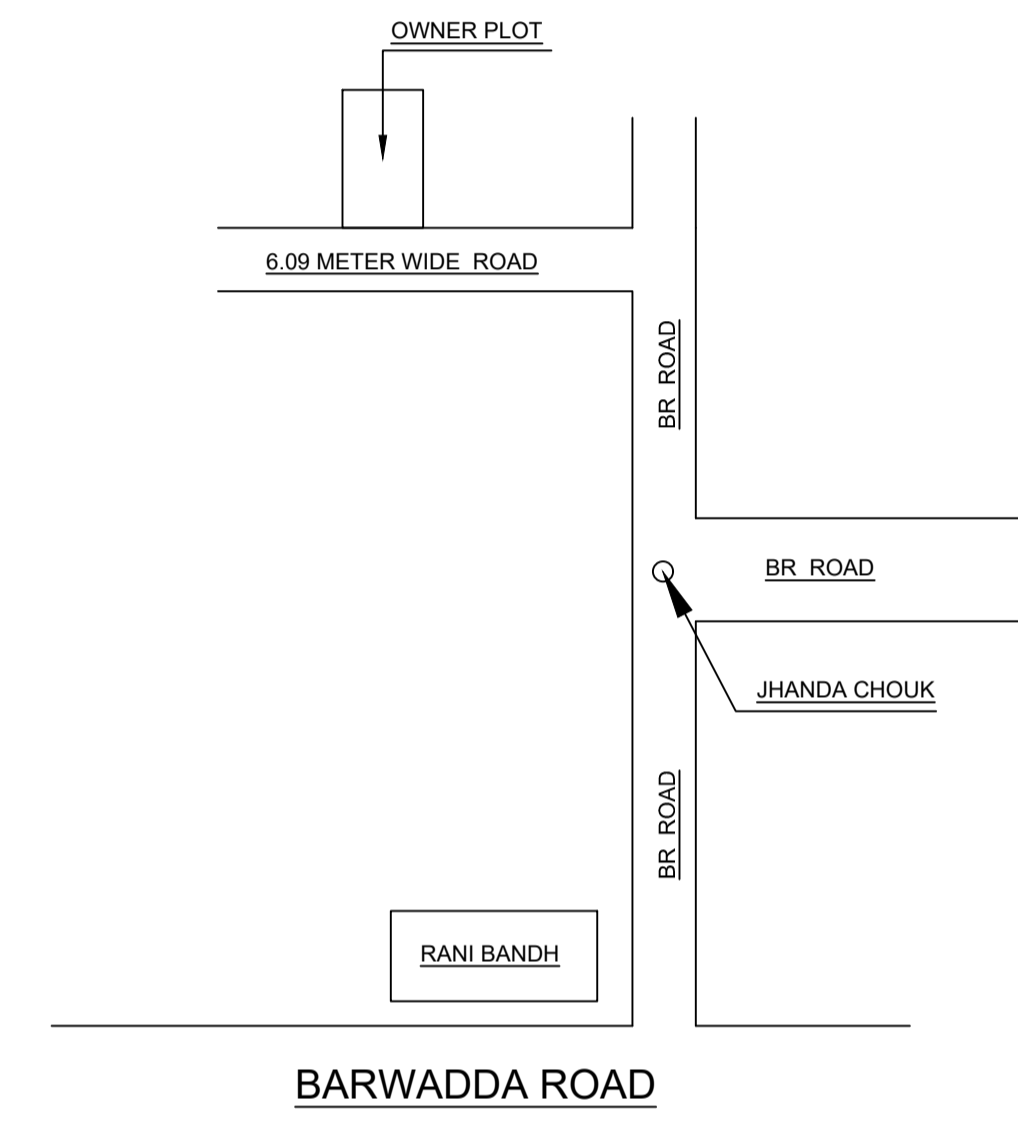 OWNER PLOT
6.09 METER WIDE ROAD
BR ROAD
BR ROAD
JHANDA CHOUK
BR ROAD
RANI BANDH
BARWADDA ROAD